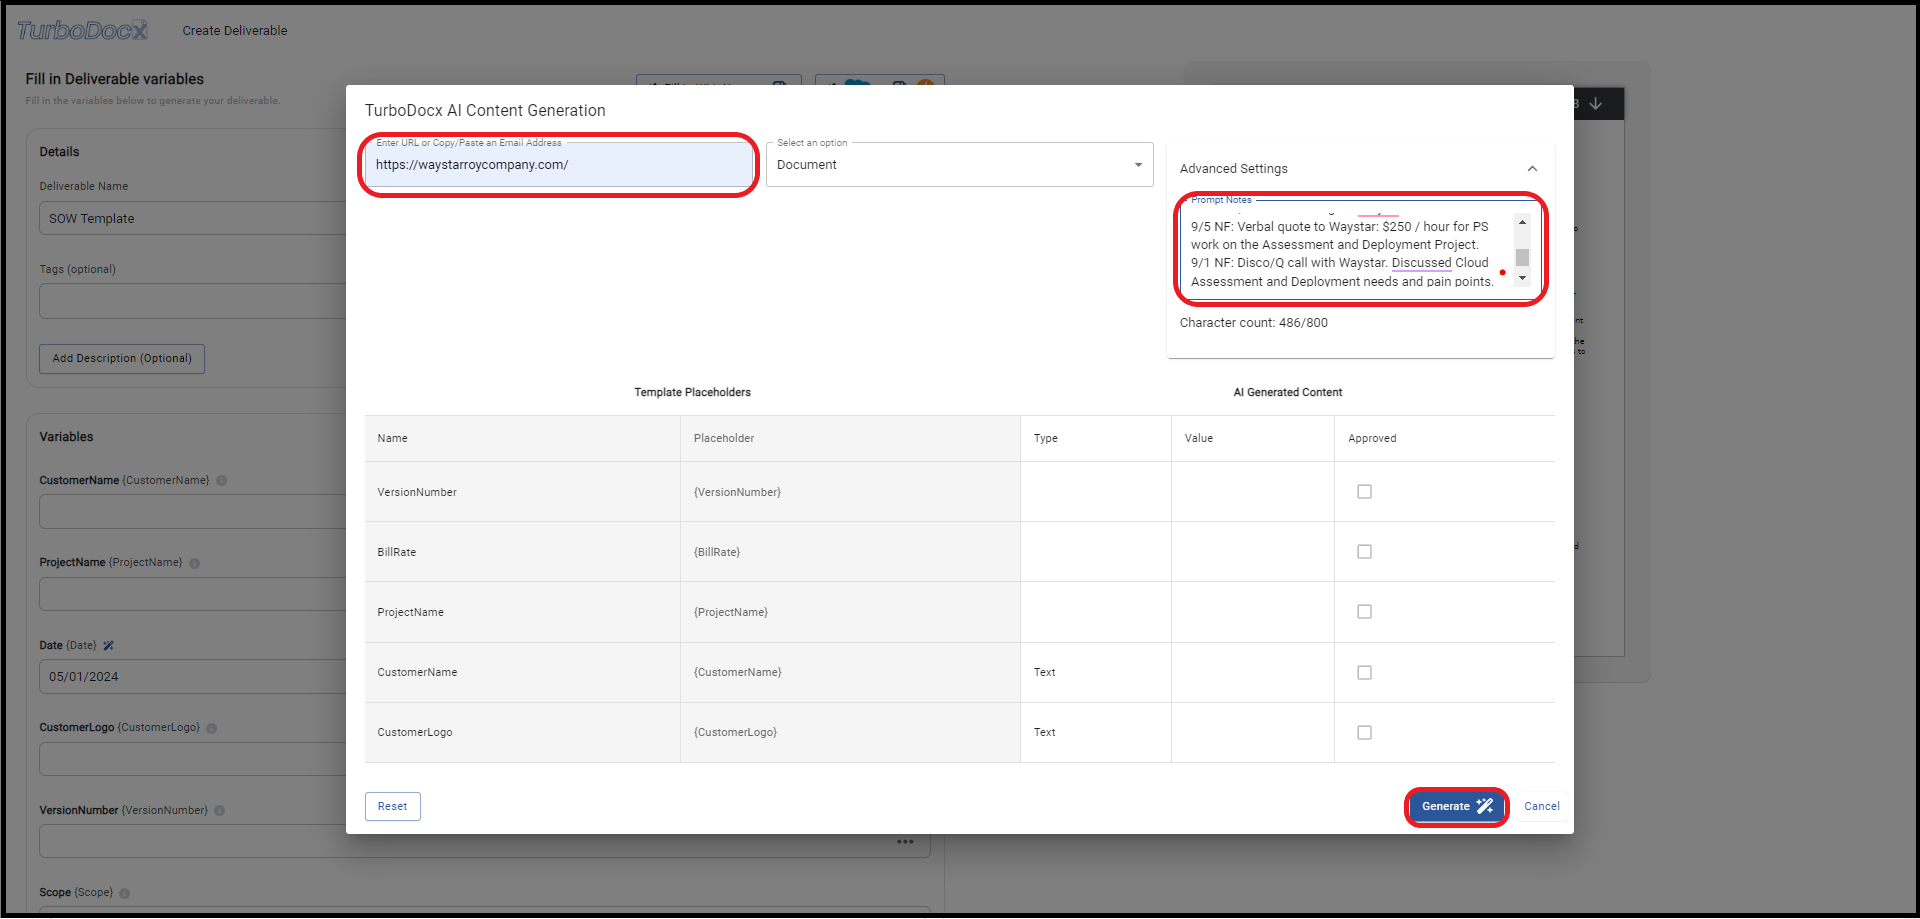 TurboDocx
Create Deliverable
Fill in Deliverable variables
Fill in the variables below to generate your deliverable.
Details
Deliverable Name
SOW Template
Tags (optional)
Add Description (Optional)
Variables
CustomerName {CustomerName}
ProjectName {ProjectName}
Date {Date}
05/01/2024
CustomerLogo {CustomerLogo}
VersionNumber {VersionNumber}
Scope {Scope}
TurboDocx AI Content Generation
Enter URL or Copy/Paste an Email Address
https://waystarroycompany.com/
Select an option
Document
Advanced Settings
Prompt Notes
9/5 NF: Verbal quote to Waystar: $250 / hour for PS
work on the Assessment and Deployment Project.
9/1 NF: Disco/Q call with Waystar. Discussed Cloud
Assessment and Deployment needs and pain points.
Character count: 486/800
Template Placeholders
AI Generated Content
Name Placeholder Type Value Approved
VersionNumber {VersionNumber}
BillRate {BillRate}
ProjectName {ProjectName}
CustomerName {CustomerName} Text
CustomerLogo {CustomerLogo} Text
Reset
Generate
Cancel